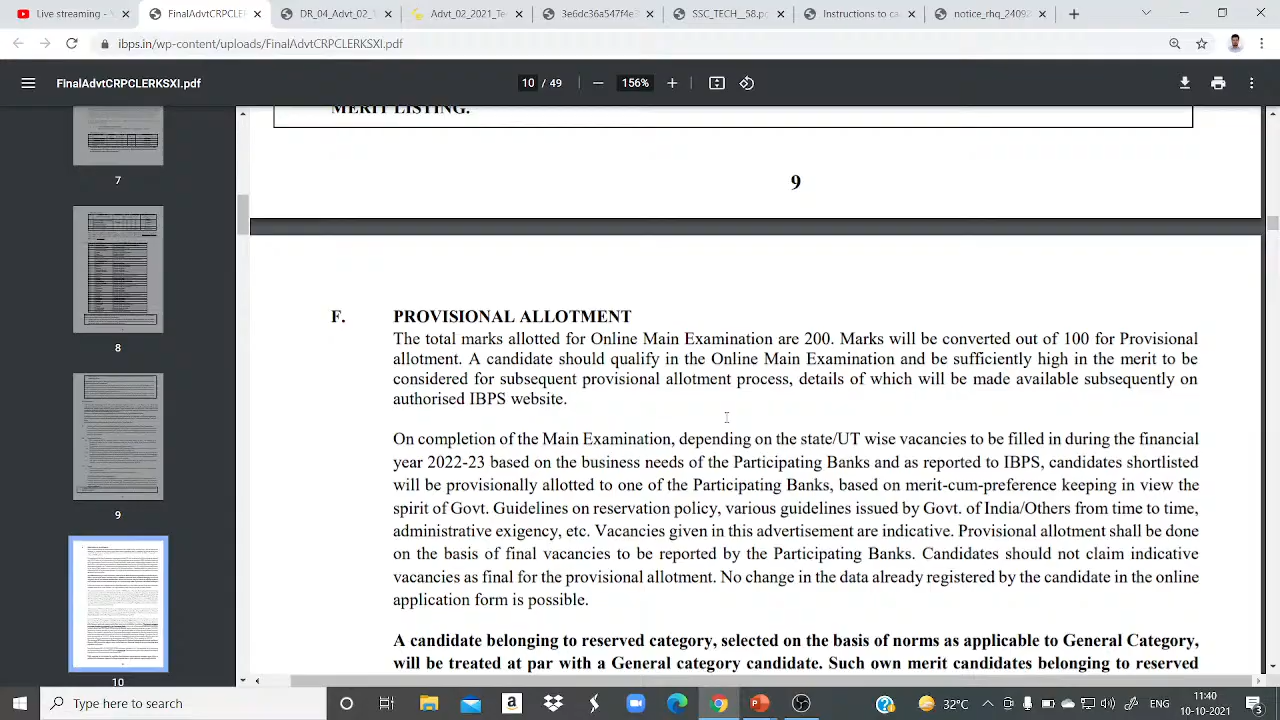 Live streaming -
FinalAdvtCRPCLER
DR_04_Advt_02_1
Advt_02_2021_Te
3e6dc36a547f4e8
SSC_
_58.p
Instructions to ca
notice_rhq_2409
ibps.in/wp-content/uploads/FinalAdvtCRPCLERKSXI.pdf
FinalAdvtCRPCLERKSXI.pdf
10 / 49
156%
MERIT LISTING.
7
9
8
F. PROVISIONAL ALLOTMENT
The total marks allotted for Online Main Examination are 200. Marks will be converted out of 100 for Provisional
allotment. A candidate should qualify in the Online Main Examination and be sufficiently high in the merit to be
considered for subsequent provisional allotment process, details of which will be made available subsequently on
authorised IBPS website.
On completion of the Main Examination, depending on the state/UT wise vacancies to be filled in during the financial
year 2022-23 based on the business needs of the Participating Banks and as reported to IBPS, candidates shortlisted
will be provisionally allotted to one of the Participating Banks, based on merit-cum-preference keeping in view the
spirit of Govt. Guidelines on reservation policy, various guidelines issued by Govt. of India/Others from time to time,
administrative exigency, etc. Vacancies given in this advertisement are indicative. Provisional allotment shall be done
on the basis of final vacancies to be reported by the Participating Banks. Candidates should not claim indicative
vacancies as final for the provisional allotment. No change in the data already registered by the candidate in the online
application form is possible.
A candidate belonging to reserved category, selected on the basis of norms as applicable to General Category,
will be treated at par with a General category candidate. Such own merit candidates belonging to reserved
9
10
Type here to search
32°C
ENG
11:40
10-10-2021
3